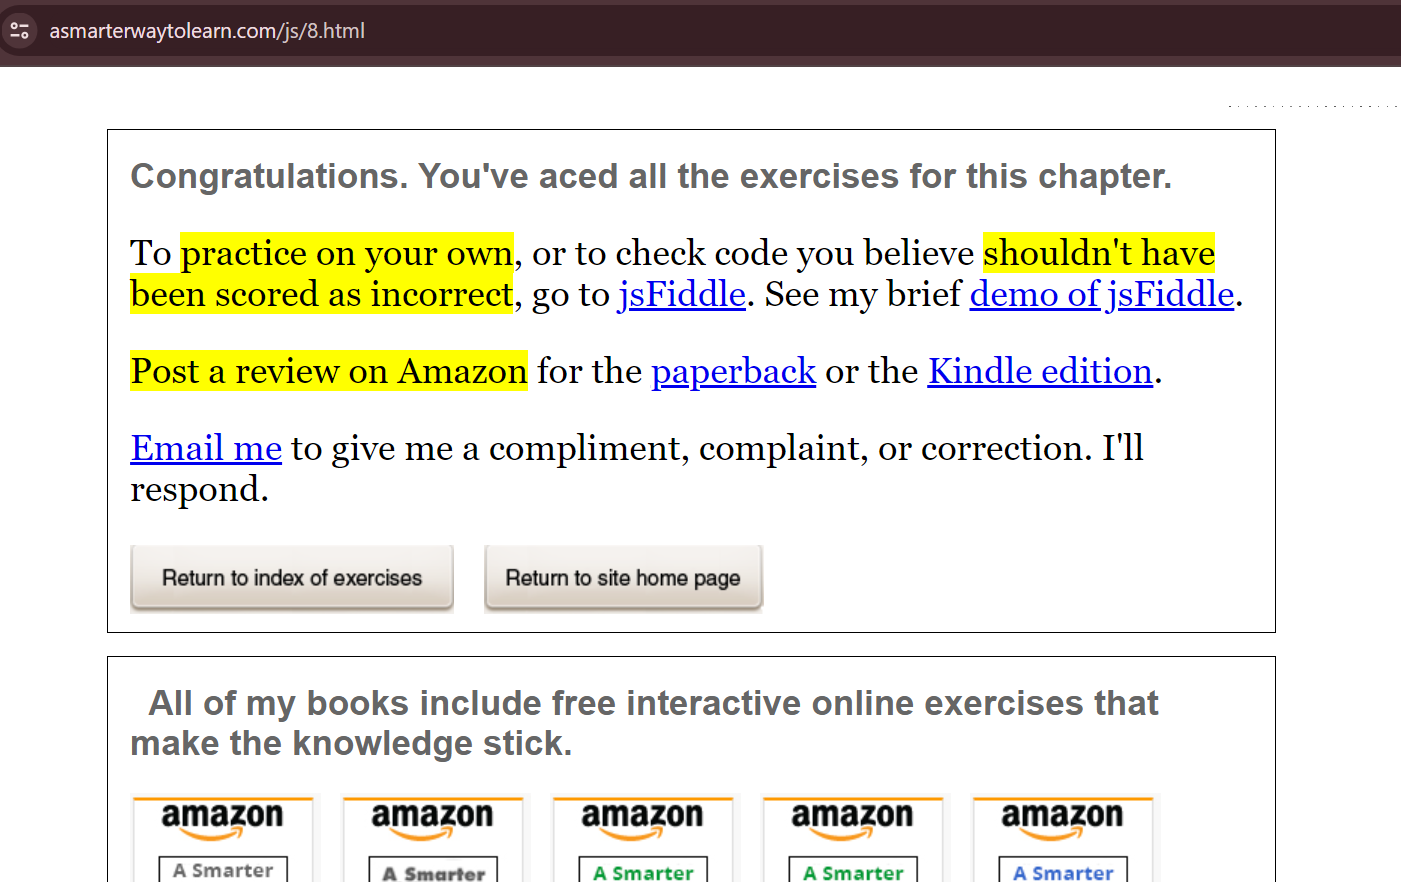 asmarterwaytolearn.com/js/8.html
Congratulations. You've aced all the exercises for this chapter.
To practice on your own, or to check code you believe shouldn't have
been scored as incorrect, go to jsFiddle. See my brief demo of jsFiddle.
Post a review on Amazon for the paperback or the Kindle edition.
Email me to give me a compliment, complaint, or correction. I'll
respond.
Return to index of exercises Return to site home page
All of my books include free interactive online exercises that
make the knowledge stick.
amazon amazon amazon amazon amazon
A Smarter A Smarter A Smarter A Smarter A Smarter